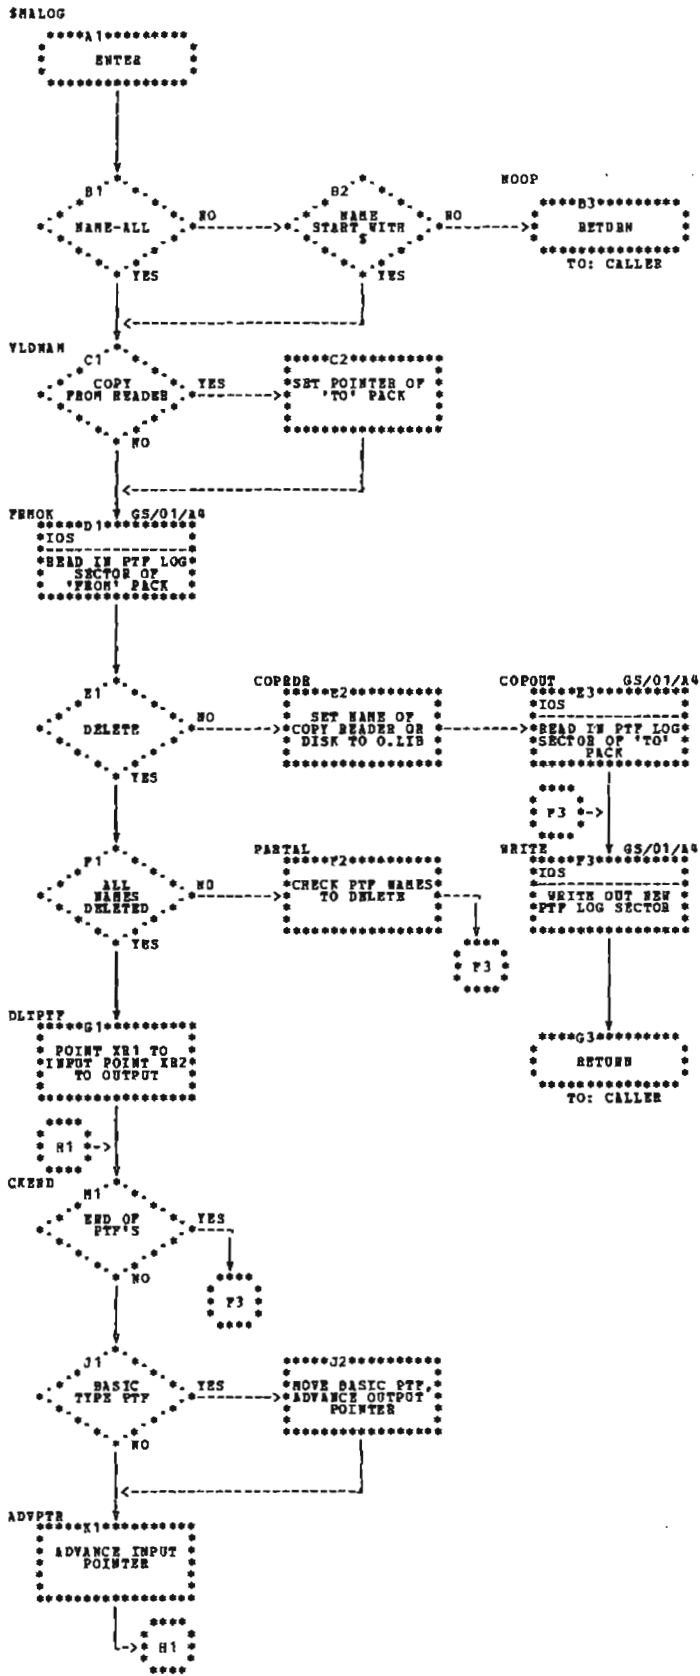 $MALOG
A1
ENTER
B1
NAME-ALL
NO
YES
B2
NAME
START WITH
$
NO
YES
NOOP
B3
RETURN
TO: CALLER
VLDNAM
C1
COPY
FROM READER
YES
NO
C2
SET POINTER OF
'TO' PACK
FRMOK GS/01/A4
D1
IOS
READ IN PTF LOG
SECTOR OF
'FROM' PACK
E1
DELETE
NO
YES
COPRDR
E2
SET NAME OF
COPY READER OR
DISK TO O.LIB
COPOUT GS/01/A4
E3
IOS
READ IN PTF LOG
SECTOR OF 'TO'
PACK
F3
F1
ALL
NAMES
DELETED
NO
YES
PARTAL
F2
CHECK PTF NAMES
TO DELETE
F3
WRITE GS/01/A4
F3
IOS
WRITE OUT NEW
PTF LOG SECTOR
DLTPTF
G1
POINT XR1 TO
INPUT POINT XR2
TO OUTPUT
G3
RETURN
TO: CALLER
H1
CKEND
H1
END OF
PTF'S
YES
NO
F3
J1
BASIC
TYPE PTF
YES
NO
J2
MOVE BASIC PTF,
ADVANCE OUTPUT
POINTER
ADVPTR
K1
ADVANCE INPUT
POINTER
H1